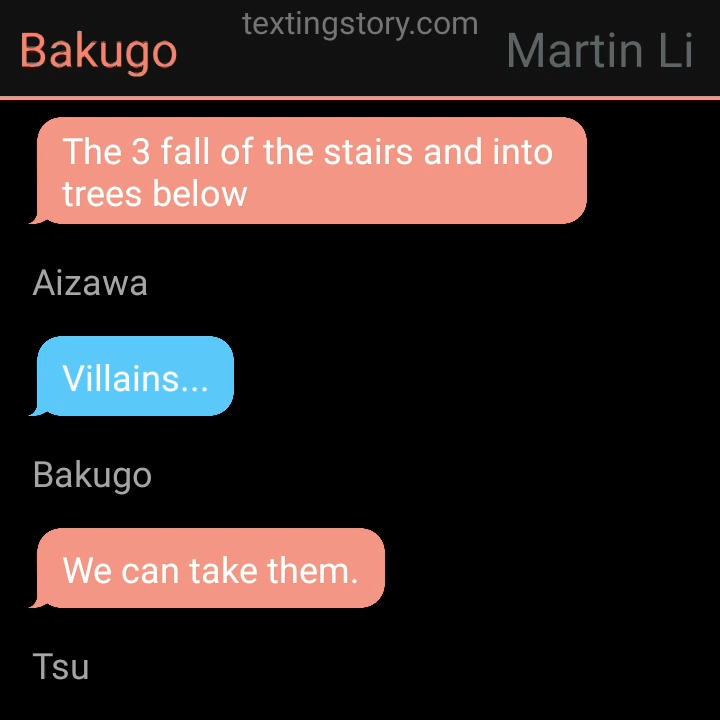 textingstory.com
Bakugo
Martin Li
The 3 fall of the stairs and into
trees below
Aizawa
Villains...
Bakugo
We can take them.
Tsu